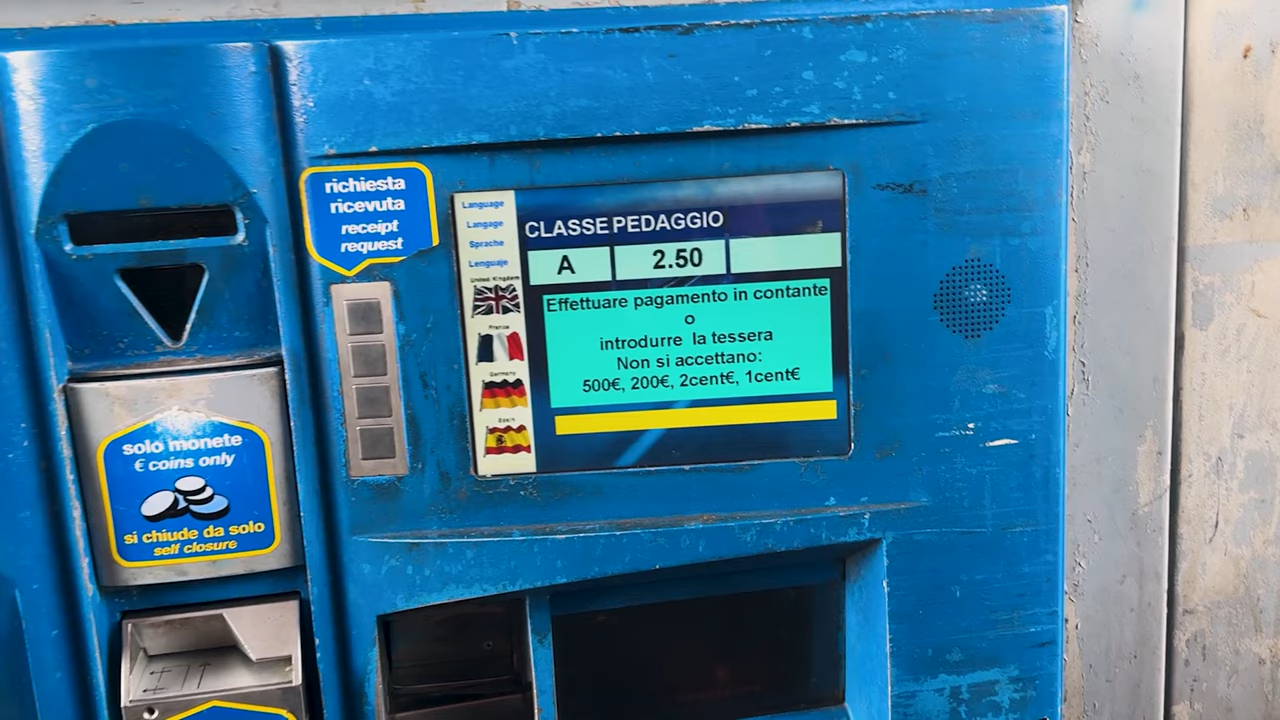 richiesta
ricevuta
receipt
request
Language
Langage
Sprache
Lenguaje
United Kingdom
France
Germany
Spain
CLASSE PEDAGGIO
A 2.50
Effettuare pagamento in contante
o
introdurre la tessera
Non si accettano:
500€, 200€, 2cent€, 1cent€
solo monete
€ coins only
si chiude da solo
self closure